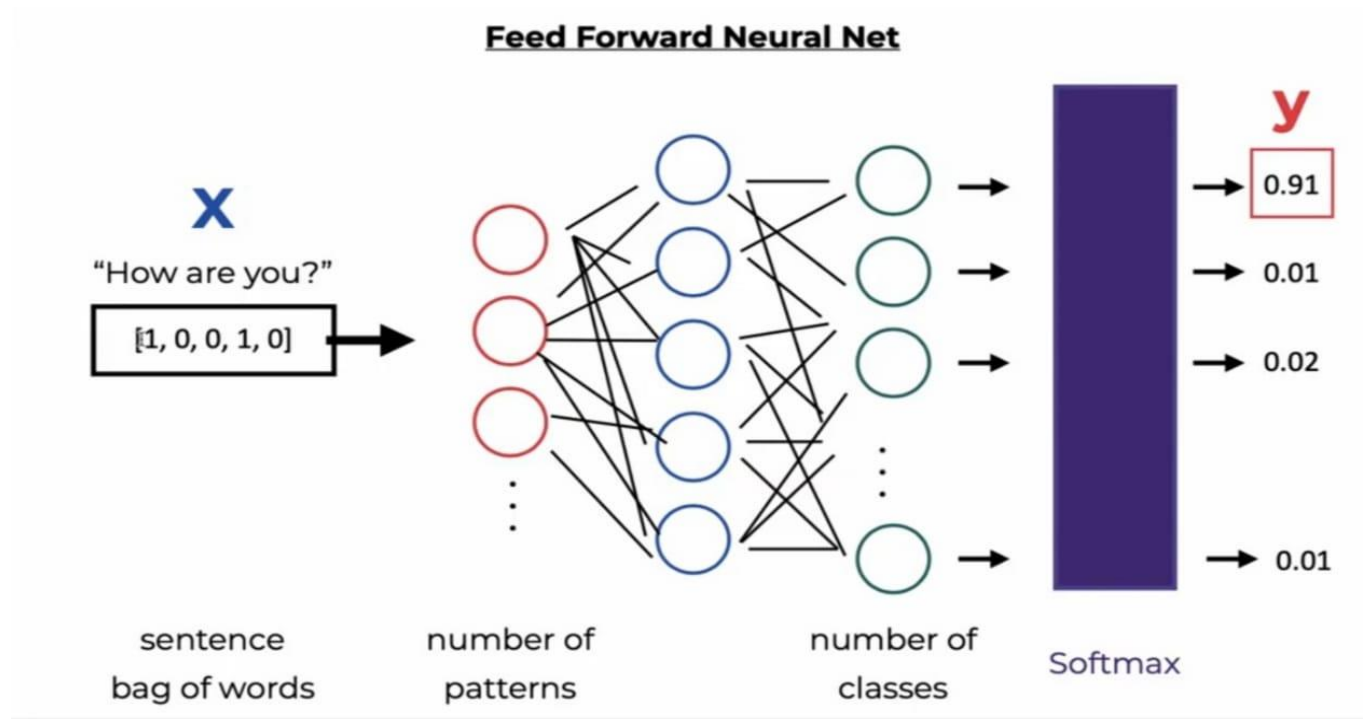 Feed Forward Neural Net
X
“How are you?”
[1, 0, 0, 1, 0]
sentence
bag of words
number of
patterns
number of
classes
Softmax
y
0.91
0.01
0.02
0.01